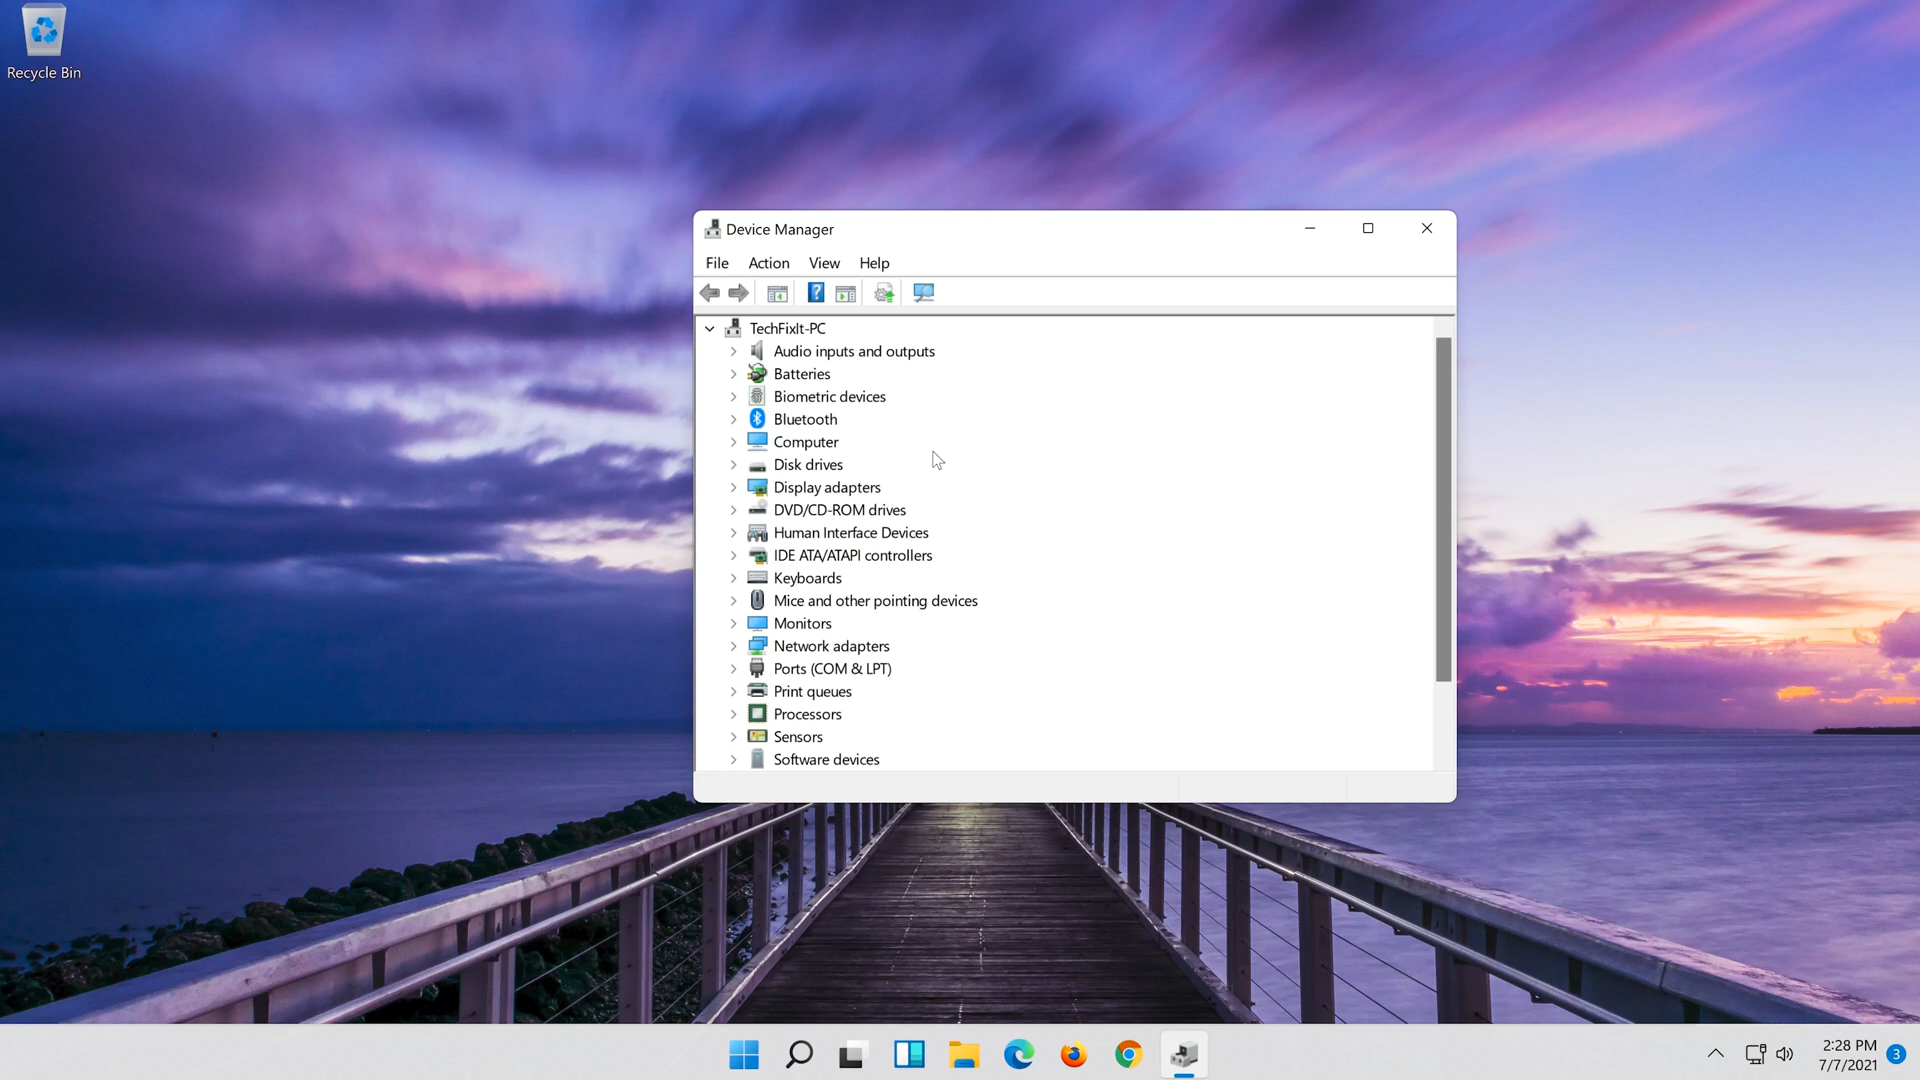 Recycle Bin
Device Manager
File Action View Help
TechFixIt-PC
Audio inputs and outputs
Batteries
Biometric devices
Bluetooth
Computer
Disk drives
Display adapters
DVD/CD-ROM drives
Human Interface Devices
IDE ATA/ATAPI controllers
Keyboards
Mice and other pointing devices
Monitors
Network adapters
Ports (COM & LPT)
Print queues
Processors
Sensors
Software devices
2:28 PM
7/7/2021
3